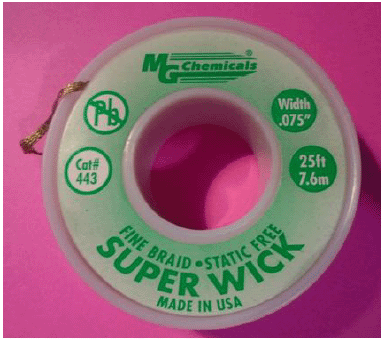 MG Chemicals ®
Pb
Width
.075"
Cat#
443
25ft
7.6m
FINE BRAID • STATIC FREE
SUPER WICK
MADE IN USA